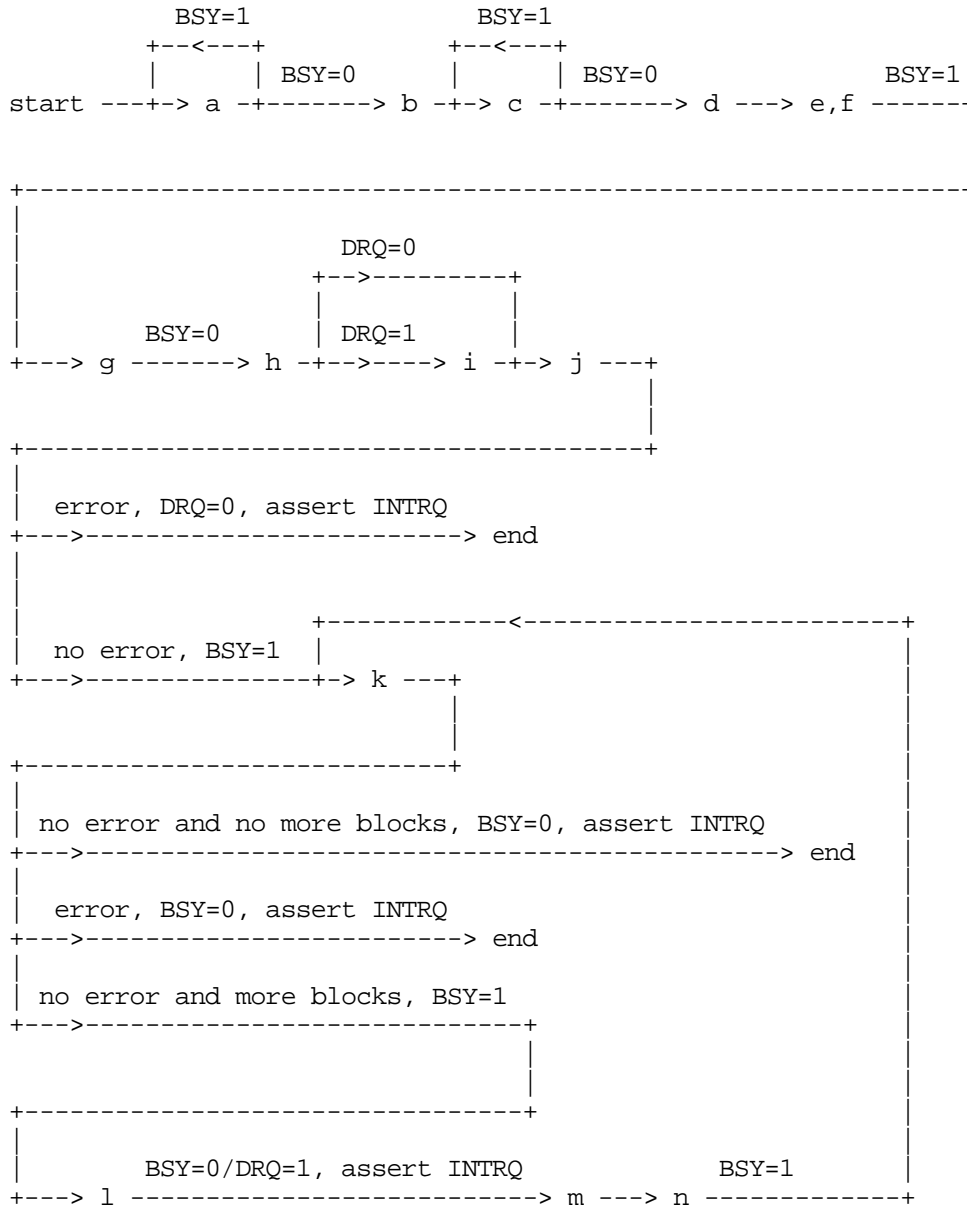 BSY=1 BSY=1
+--<---+ +--<---+
| | BSY=0 | | BSY=0 BSY=1
start ---+-> a -+-------> b -+-> c -+-------> d ---> e,f -------
+---------------------------------------------------------------
|
| DRQ=0
| +-->---------+
| | |
| BSY=0 | DRQ=1 |
+---> g -------> h -+-->----> i -+-> j ---+
|
|
+-----------------------------------------+
|
| error, DRQ=0, assert INTRQ
+--->-------------------------> end
|
|
| +------------<-------------------------+
| no error, BSY=1 | |
+--->---------------+-> k ---+ |
| |
| |
+----------------------------+ |
| |
| no error and no more blocks, BSY=0, assert INTRQ |
+--->----------------------------------------------> end |
| |
| error, BSY=0, assert INTRQ |
+--->-------------------------> end |
| |
| no error and more blocks, BSY=1 |
+--->-----------------------------+ |
| |
| |
+---------------------------------+ |
| |
| BSY=0/DRQ=1, assert INTRQ BSY=1 |
+---> l ---------------------------> m ---> n -------------+